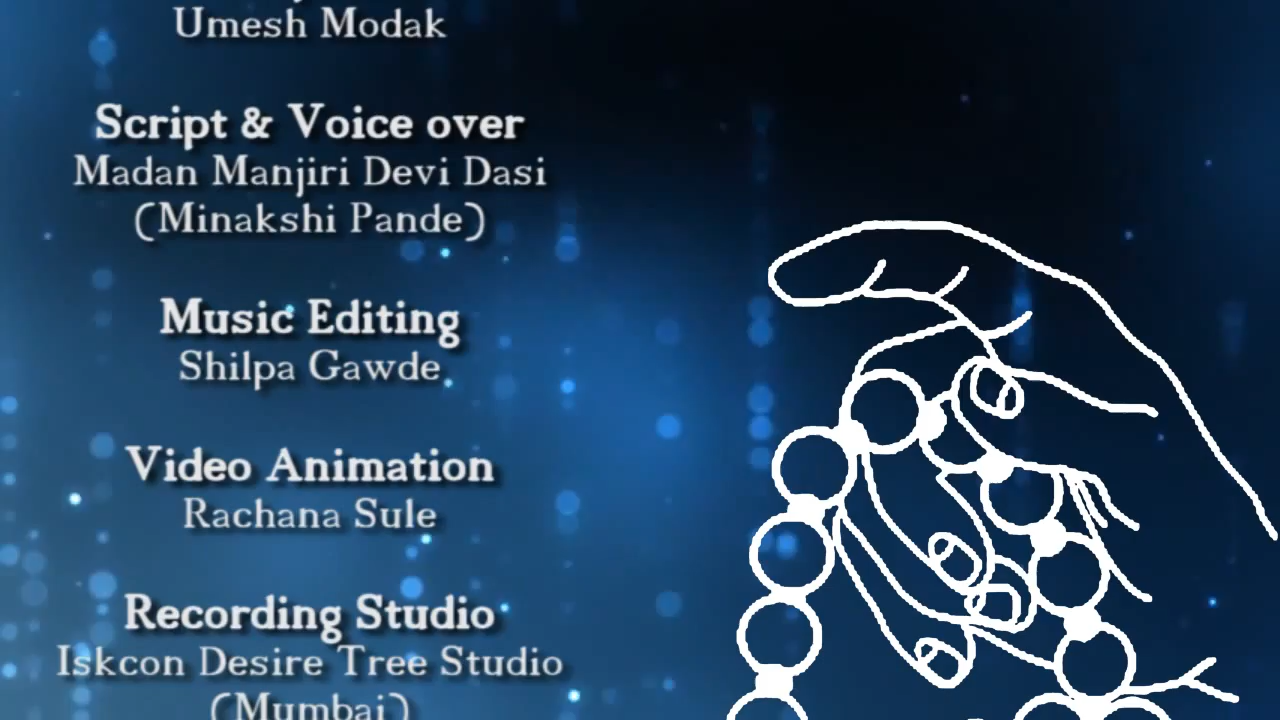 Umesh Modak
Script & Voice over
Madan Manjiri Devi Dasi
(Minakshi Pande)
Music Editing
Shilpa Gawde
Video Animation
Rachana Sule
Recording Studio
Iskcon Desire Tree Studio
(Mumbai)